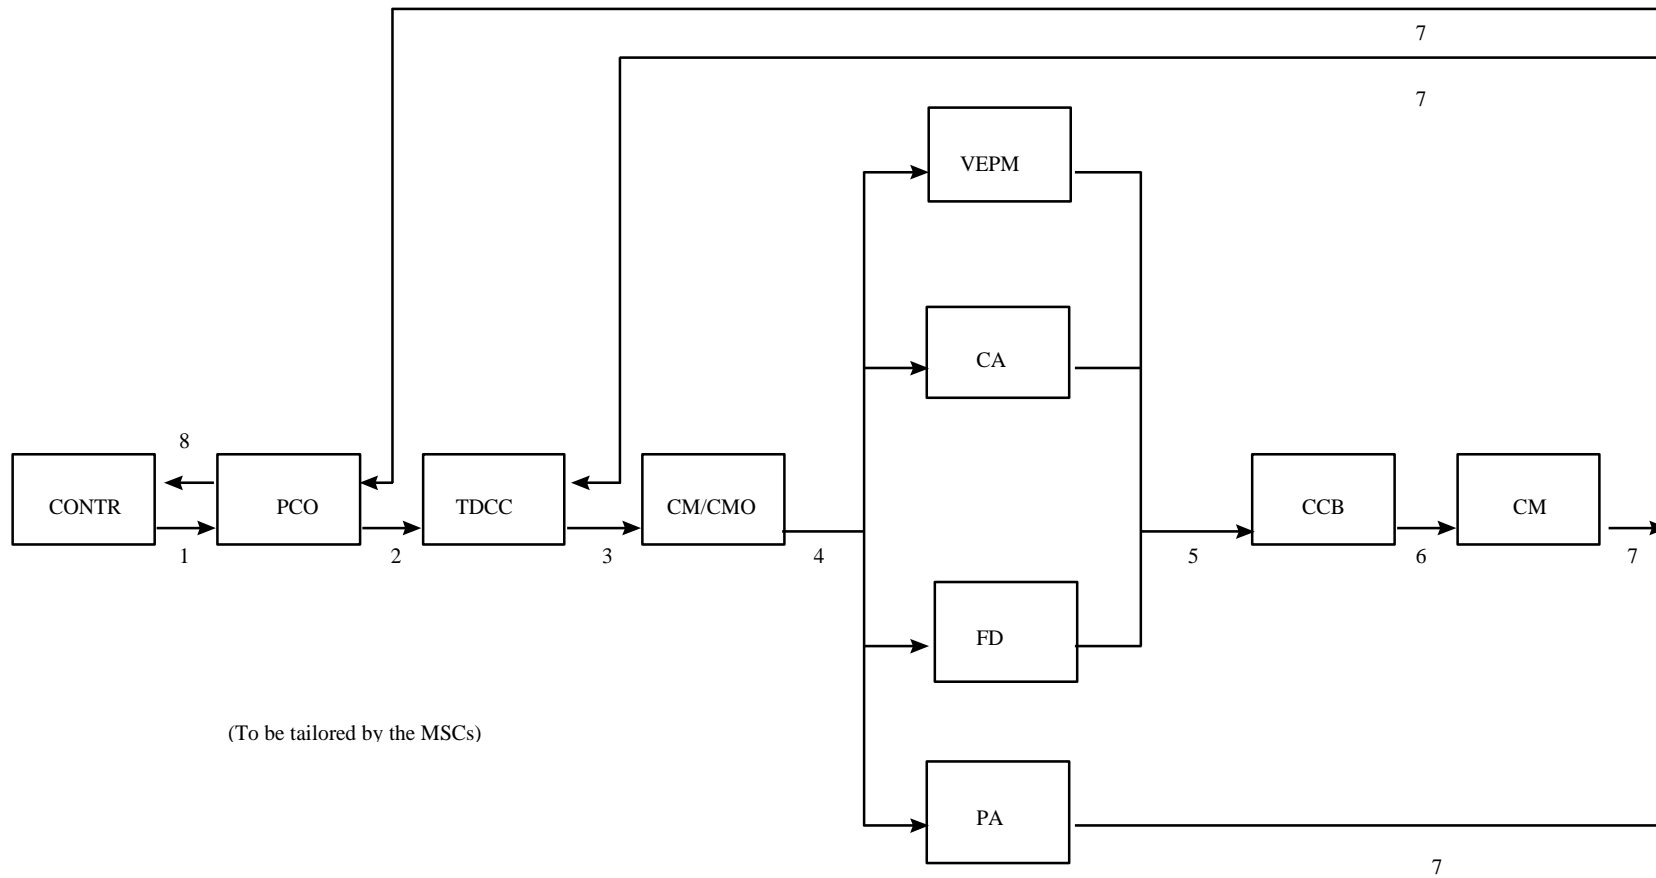 7
7
VEPM
CA
8
CONTR
PCO
TDCC
CM/CMO
CCB
CM
1
2
3
4
5
6
7
FD
(To be tailored by the MSCs)
PA
7